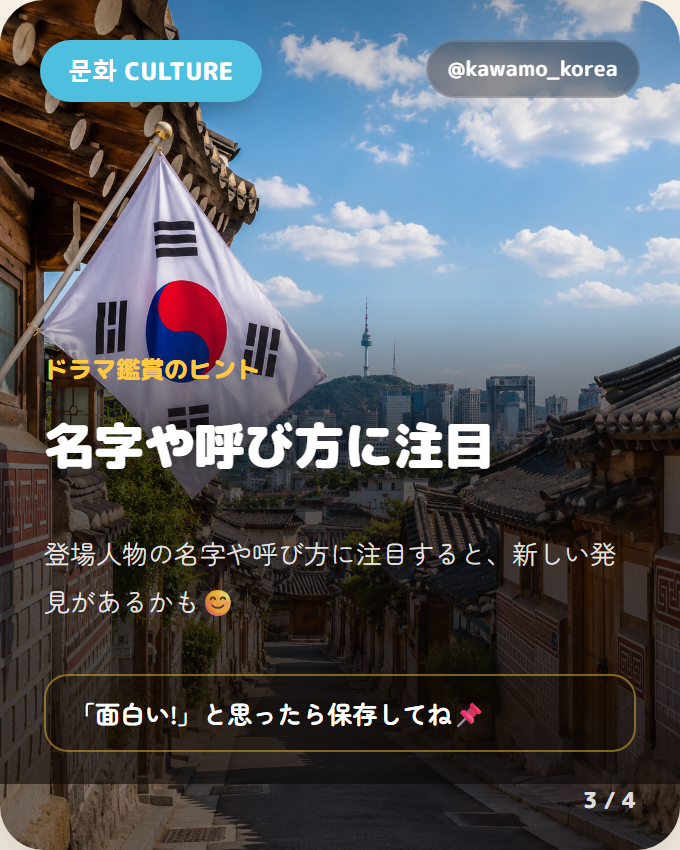 문화 CULTURE
@kawamo_korea
ドラマ鑑賞のヒント
名字や呼び方に注目
登場人物の名字や呼び方に注目すると、新しい発
見があるかも😊
「面白い!」と思ったら保存してね📌
3 / 4